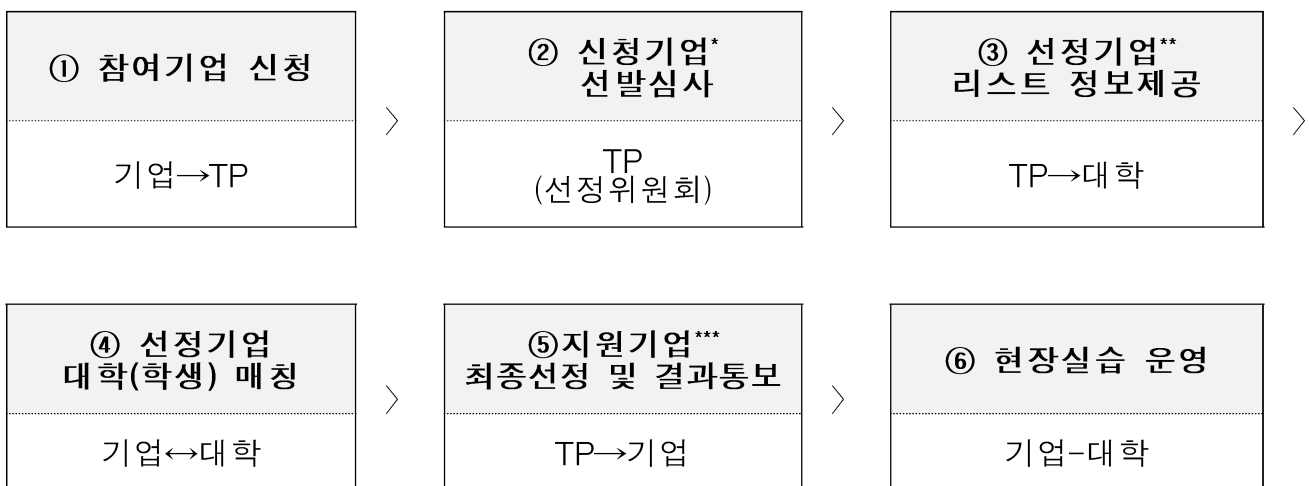 ① 참여기업 신청
기업→TP
〉
② 신청기업*
선발심사
TP
(선정위원회)
〉
③ 선정기업**
리스트 정보제공
TP→대학
〉
④ 선정기업
대학(학생) 매칭
기업↔대학
〉
⑤지원기업***
최종선정 및 결과통보
TP→기업
〉
⑥ 현장실습 운영
기업-대학